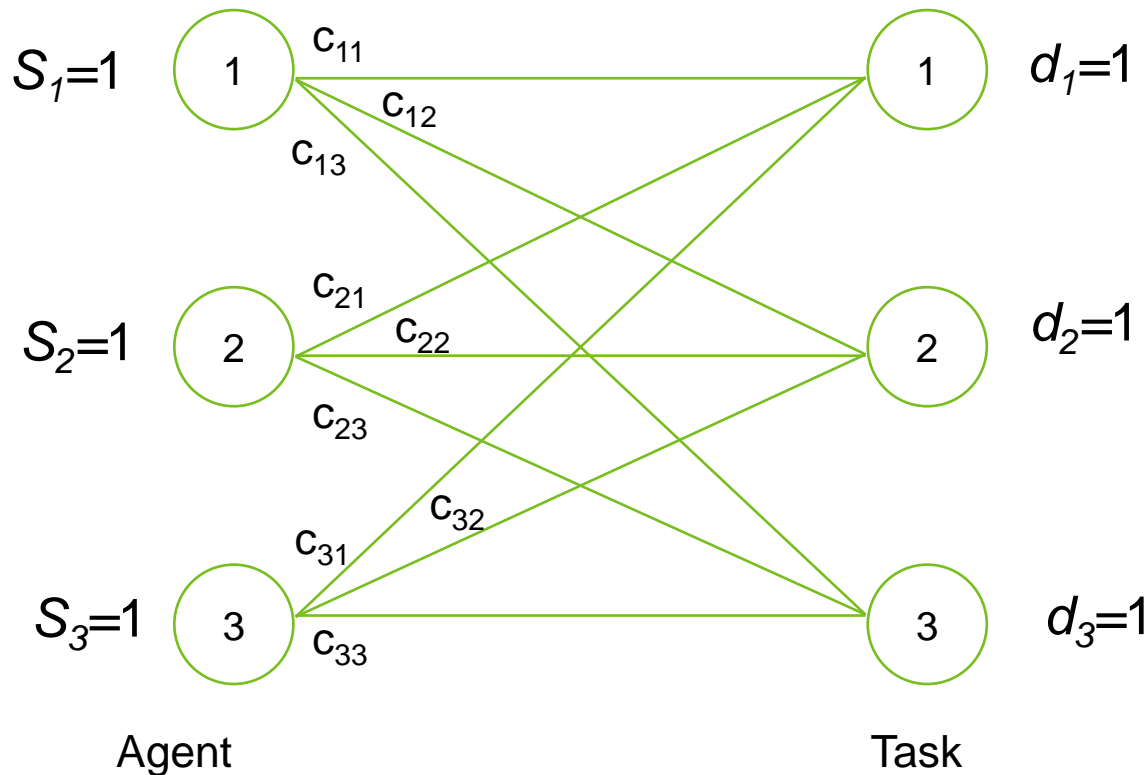 c₁₁
S₁=1 1 1 d₁=1
c₁₂
c₁₃
c₂₁
S₂=1 2 c₂₂ 2 d₂=1
c₂₃
c₃₂
c₃₁
S₃=1 3 3 d₃=1
c₃₃
Agent Task